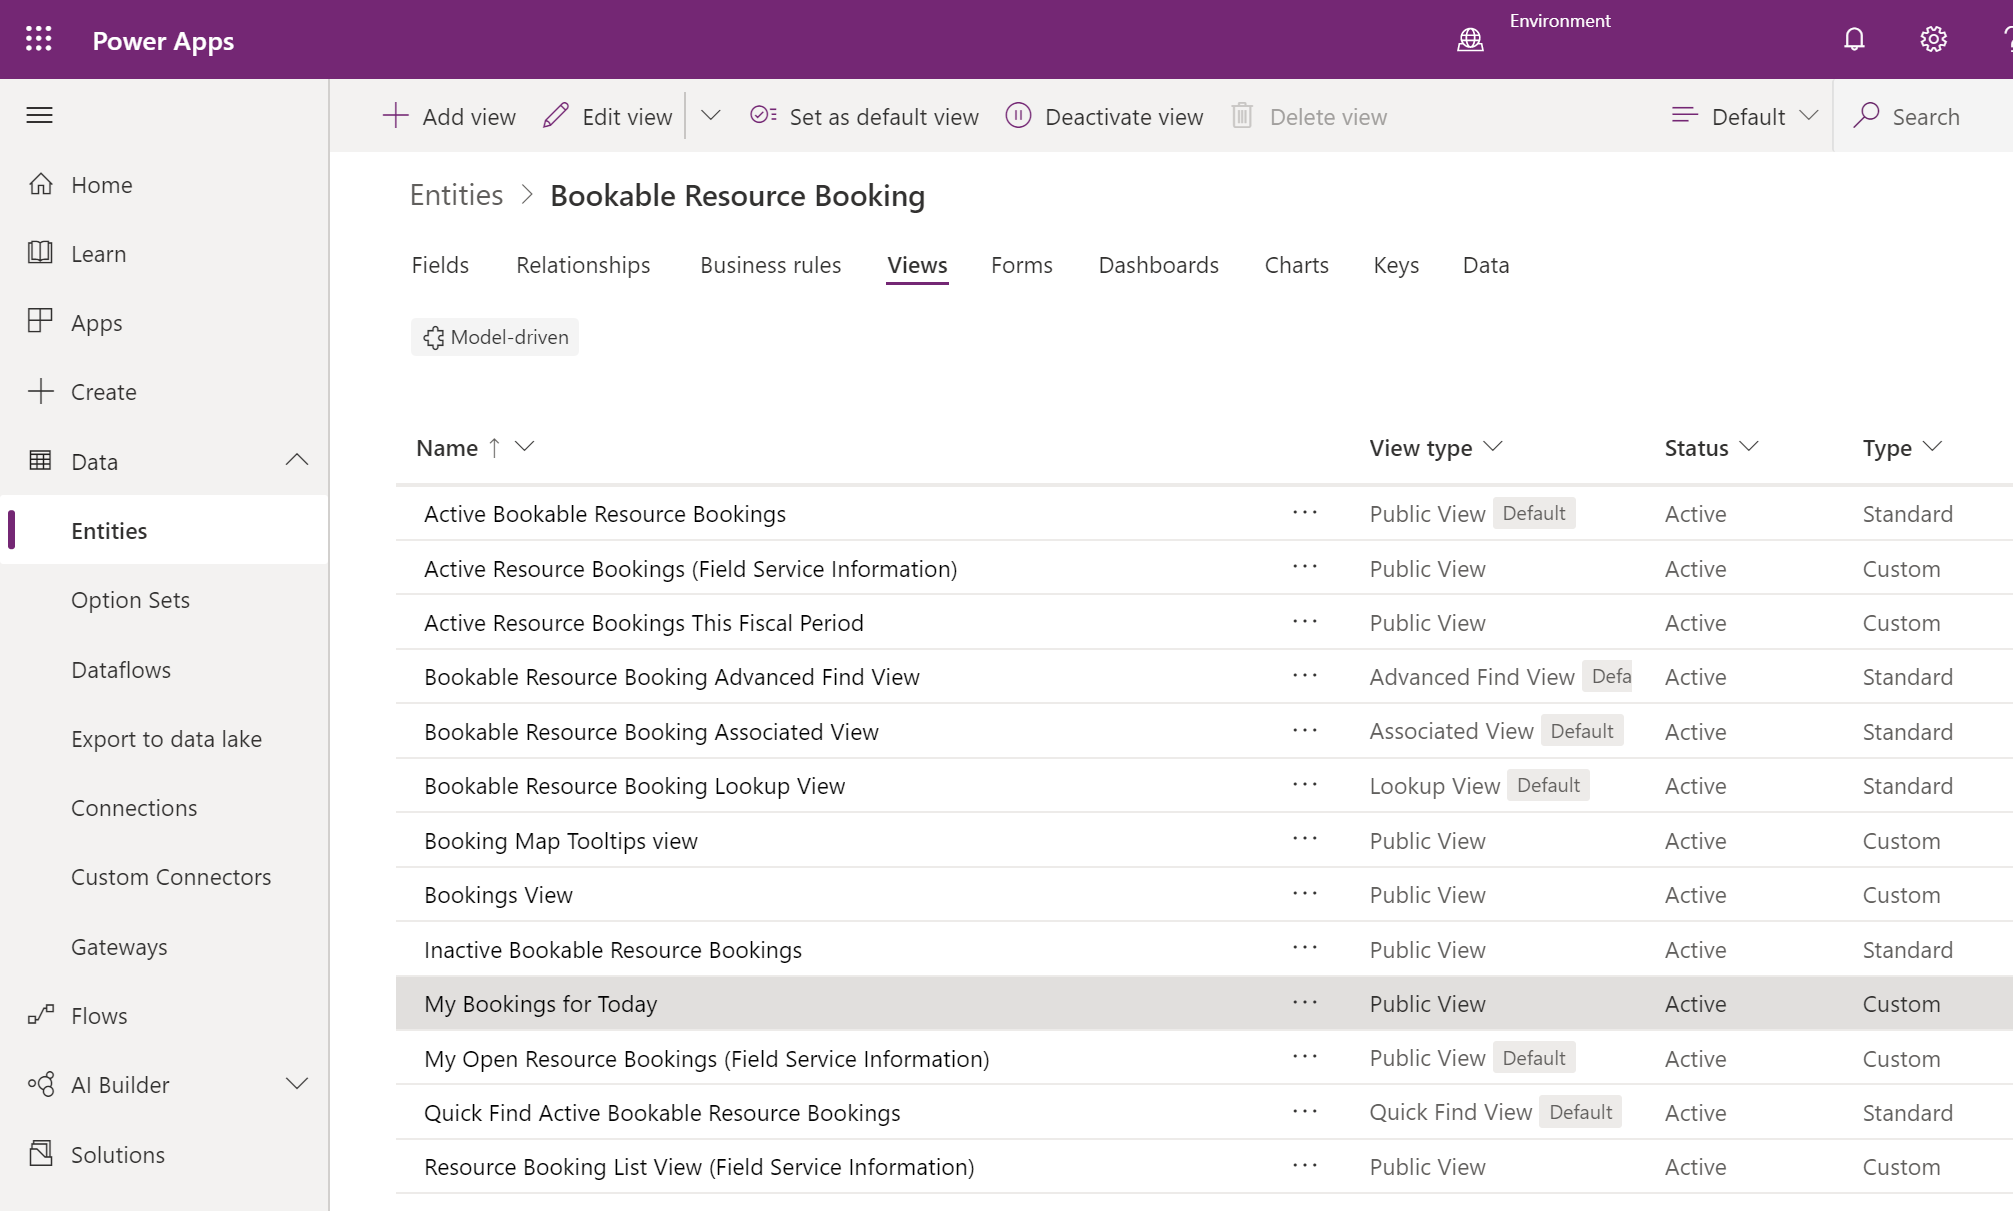 Power Apps
Environment
Add view
Edit view
Set as default view
Deactivate view
Delete view
Default
Search
Home
Learn
Apps
Create
Data
Entities
Option Sets
Dataflows
Export to data lake
Connections
Custom Connectors
Gateways
Flows
AI Builder
Solutions
Entities > Bookable Resource Booking
Fields Relationships Business rules Views Forms Dashboards Charts Keys Data
Model-driven
Name ↑ View type Status Type
Active Bookable Resource Bookings ··· Public View Default Active Standard
Active Resource Bookings (Field Service Information) ··· Public View Active Custom
Active Resource Bookings This Fiscal Period ··· Public View Active Custom
Bookable Resource Booking Advanced Find View ··· Advanced Find View Defa Active Standard
Bookable Resource Booking Associated View ··· Associated View Default Active Standard
Bookable Resource Booking Lookup View ··· Lookup View Default Active Standard
Booking Map Tooltips view ··· Public View Active Custom
Bookings View ··· Public View Active Custom
Inactive Bookable Resource Bookings ··· Public View Active Standard
My Bookings for Today ··· Public View Active Custom
My Open Resource Bookings (Field Service Information) ··· Public View Default Active Custom
Quick Find Active Bookable Resource Bookings ··· Quick Find View Default Active Standard
Resource Booking List View (Field Service Information) ··· Public View Active Custom